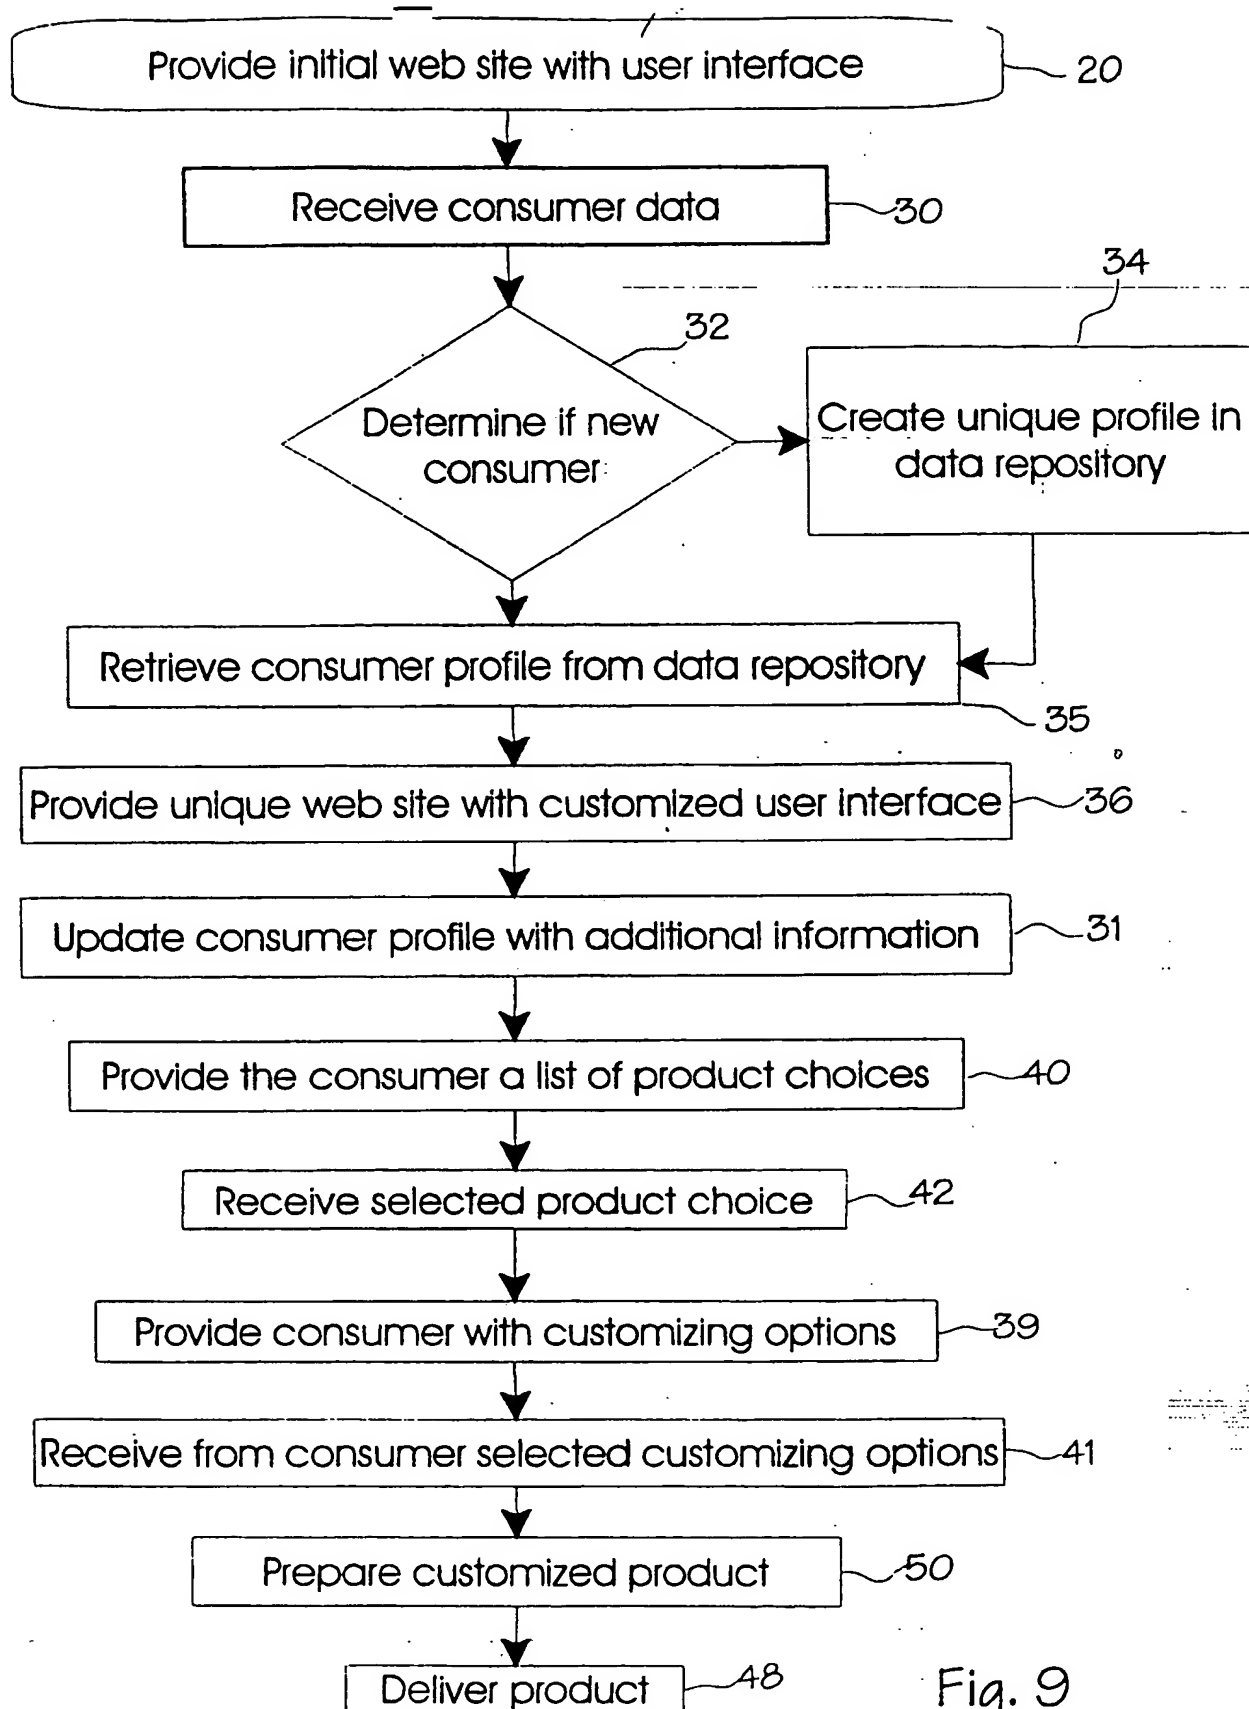 Provide initial web site with user interface
20
Receive consumer data
30
34
32
Determine if new
consumer
Create unique profile in
data repository
Retrieve consumer profile from data repository
35
Provide unique web site with customized user interface
36
Update consumer profile with additional information
31
Provide the consumer a list of product choices
40
Receive selected product choice
42
Provide consumer with customizing options
39
Receive from consumer selected customizing options
41
Prepare customized product
50
Deliver product
48
Fig. 9